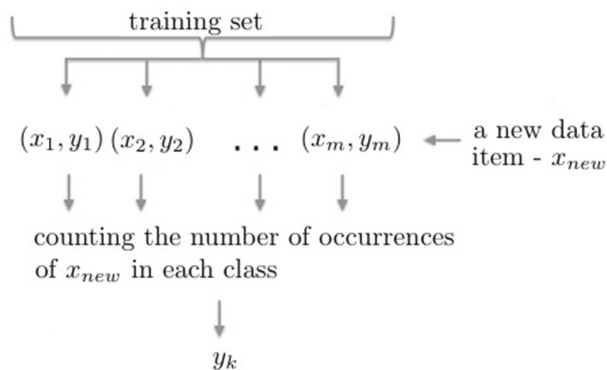 training set
(x₁, y₁) (x₂, y₂) ... (xₘ, yₘ)
a new data
item - xₙₑw
counting the number of occurrences
of xₙₑw in each class
yₖ